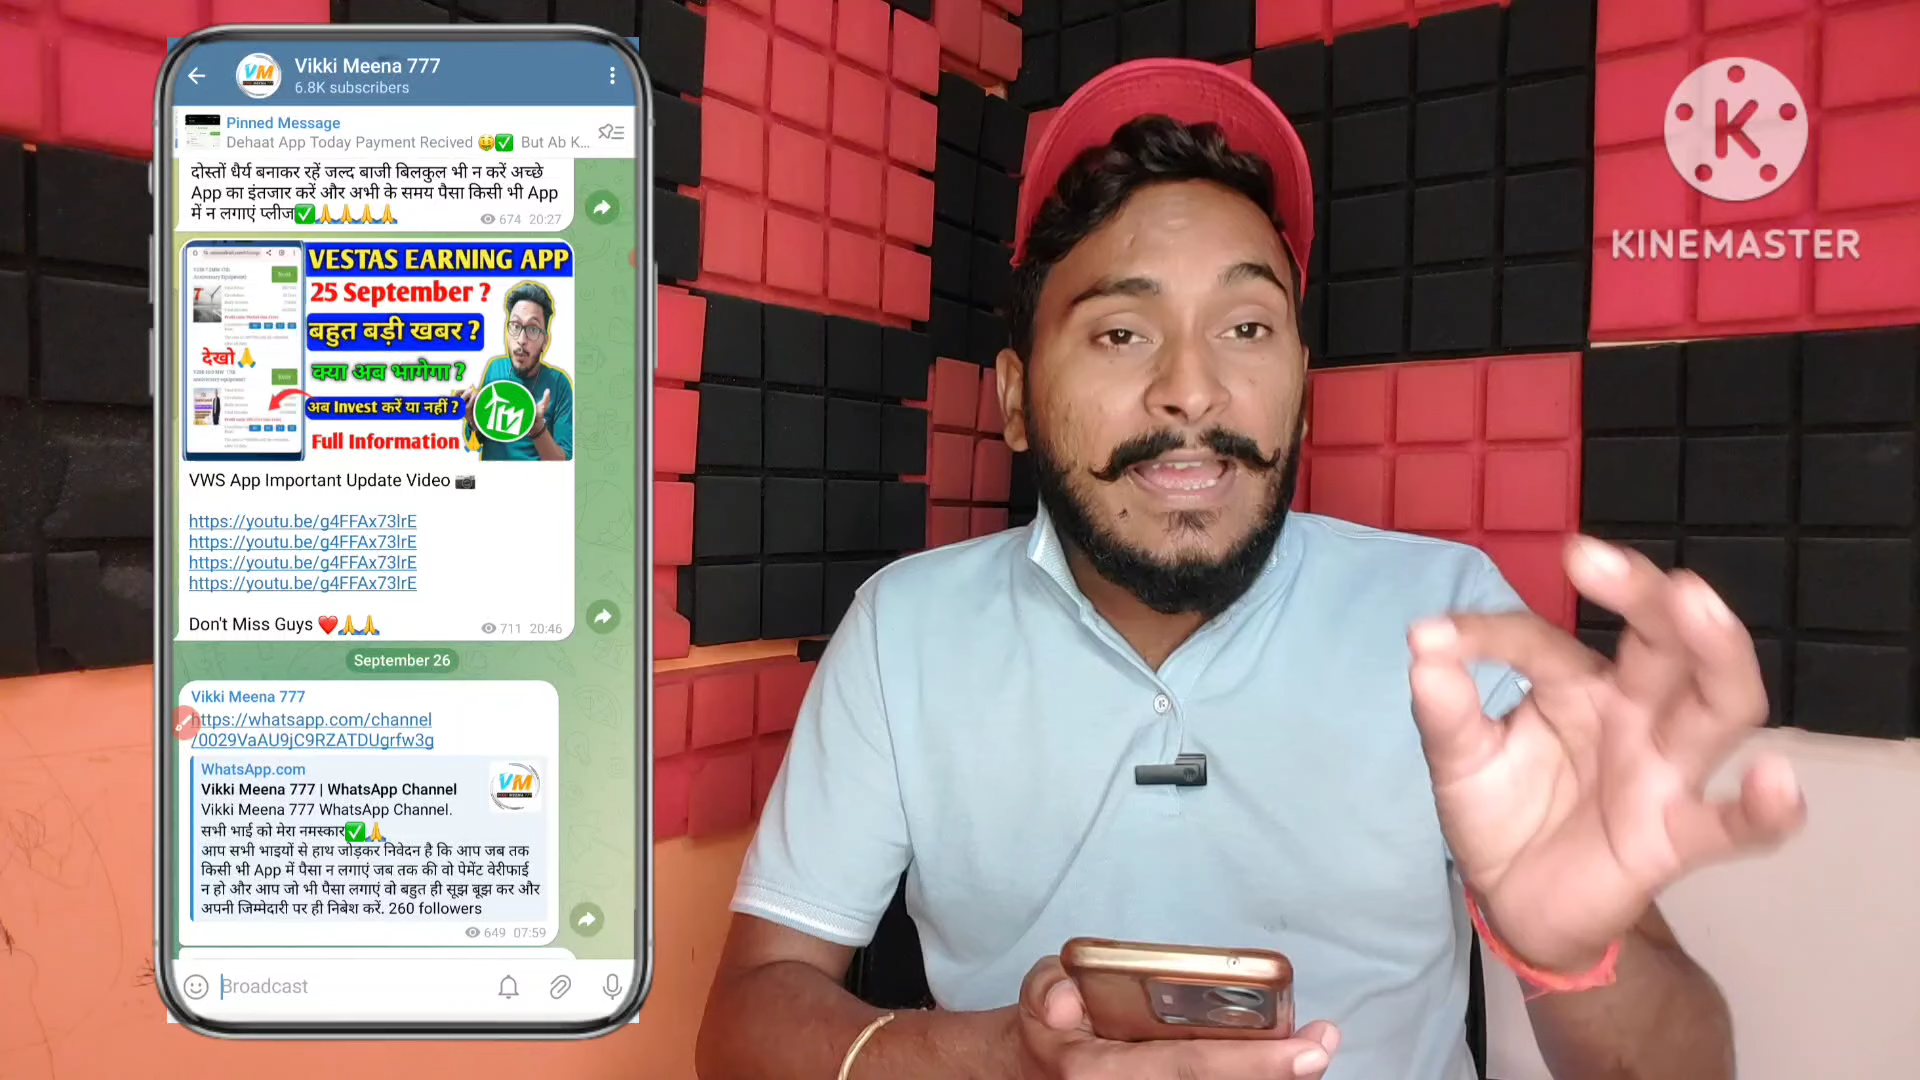 Vikki Meena 777
6.8K subscribers
Pinned Message
Dehaat App Today Payment Recived 🤑✅ But Ab K...
दोस्तों धैर्य बनाकर रहें जल्द बाजी बिलकुल भी न करें अच्छे
App का इंतजार करें और अभी के समय पैसा किसी भी App
में न लगाएं प्लीज✅🙏🙏🙏🙏
674 20:27
VESTAS EARNING APP
25 September ?
बहुत बड़ी खबर ?
देखो🙏
क्या अब भागेगा ?
अब Invest करें या नहीं ?
Full Information
VWS App Important Update Video 📷
https://youtu.be/g4FFAx73lrE
https://youtu.be/g4FFAx73lrE
https://youtu.be/g4FFAx73lrE
https://youtu.be/g4FFAx73lrE
Don't Miss Guys ❤️🙏🙏
711 20:46
September 26
Vikki Meena 777
https://whatsapp.com/channel
/0029VaAU9jC9RZATDUgrfw3g
WhatsApp.com
Vikki Meena 777 | WhatsApp Channel
Vikki Meena 777 WhatsApp Channel.
सभी भाई को मेरा नमस्कार✅🙏
आप सभी भाइयों से हाथ जोड़कर निवेदन है कि आप जब तक
किसी भी App में पैसा न लगाएं जब तक की वो पेमेंट वेरीफाई
न हो और आप जो भी पैसा लगाएं वो बहुत ही सूझ बूझ कर और
अपनी जिम्मेदारी पर ही निबेश करें. 260 followers
VM
649 07:59
Broadcast
K
KINEMASTER